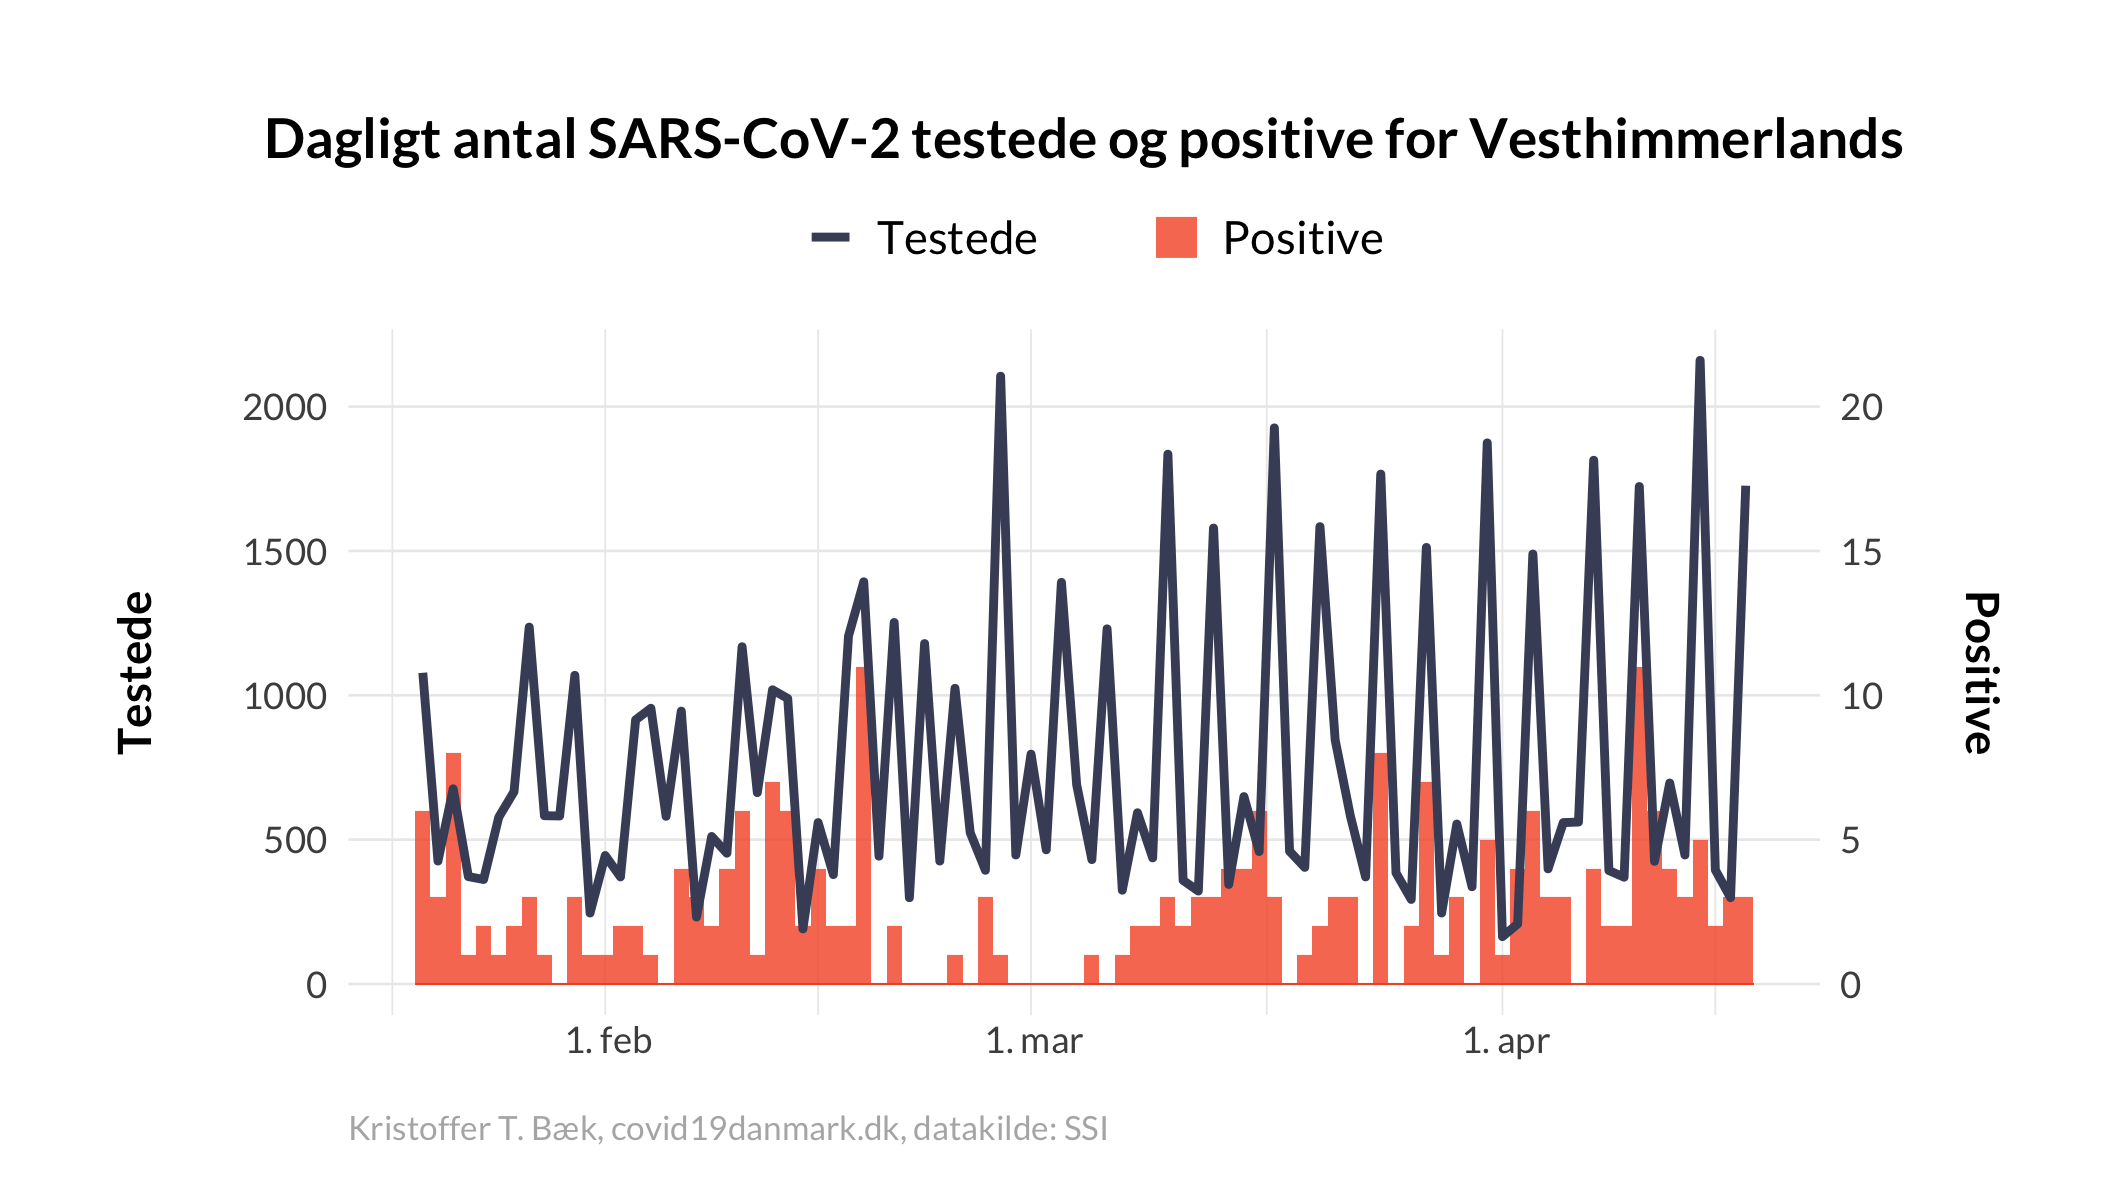 Dagligt antal SARS-CoV-2 testede og positive for Vesthimmerlands
Testede
Positive
2000
1500
1000
500
0
Testede
20
15
10
5
0
Positive
1. feb
1. mar
1. apr
Kristoffer T. Bæk, covid19danmark.dk, datakilde: SSI